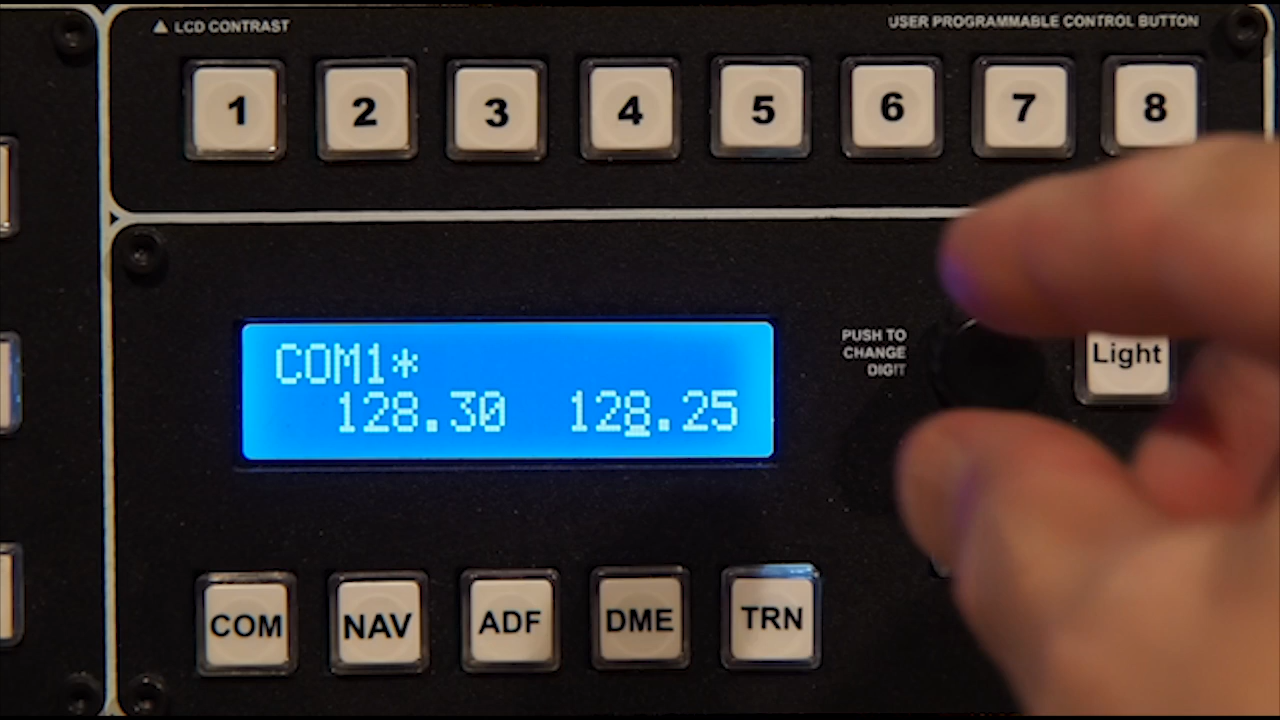 ▲ LCD CONTRAST
USER PROGRAMMABLE CONTROL BUTTON
1 2 3 4 5 6 7 8
COM1*
128.30 128.25
PUSH TO
CHANGE
DIGIT
Light
COM NAV ADF DME TRN